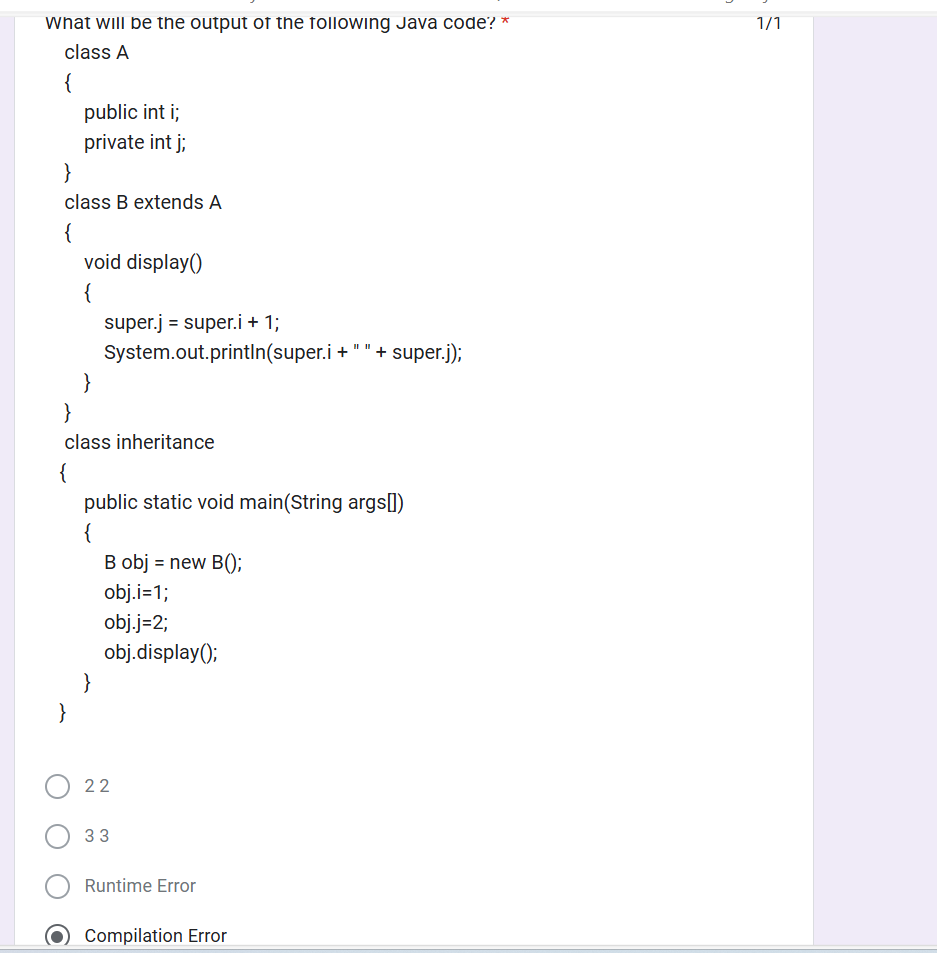 What will be the output of the following Java code? *
1/1
class A
{
public int i;
private int j;
}
class B extends A
{
void display()
{
super.j = super.i + 1;
System.out.println(super.i + " " + super.j);
}
}
class inheritance
{
public static void main(String args[])
{
B obj = new B();
obj.i=1;
obj.j=2;
obj.display();
}
}
2 2
3 3
Runtime Error
Compilation Error